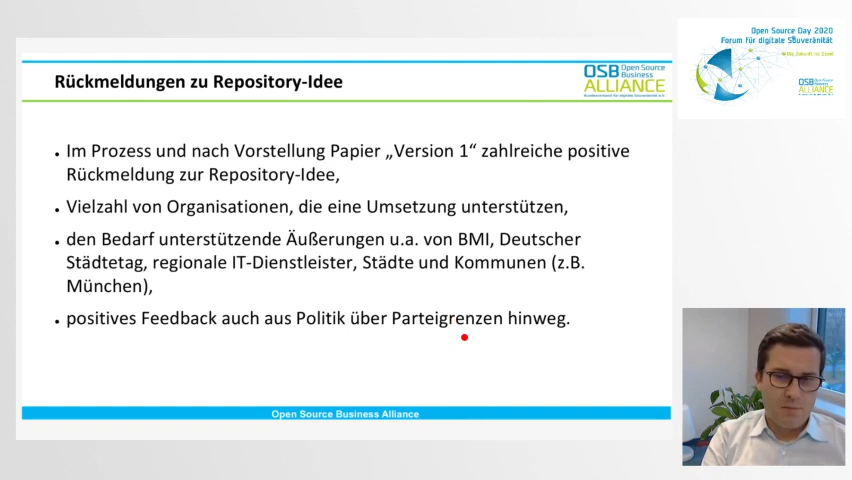 Rückmeldungen zu Repository-Idee
OSB Open Source
Business
ALLIANCE
Im Prozess und nach Vorstellung Papier „Version 1“ zahlreiche positive
Rückmeldung zur Repository-Idee,
Vielzahl von Organisationen, die eine Umsetzung unterstützen,
den Bedarf unterstützende Äußerungen u.a. von BMI, Deutscher
Städtetag, regionale IT-Dienstleister, Städte und Kommunen (z.B.
München),
positives Feedback auch aus Politik über Parteigrenzen hinweg.
Open Source Business Alliance
Open Source Day 2020
Forum für digitale Souveränität
OSB Open Source
Business
ALLIANCE